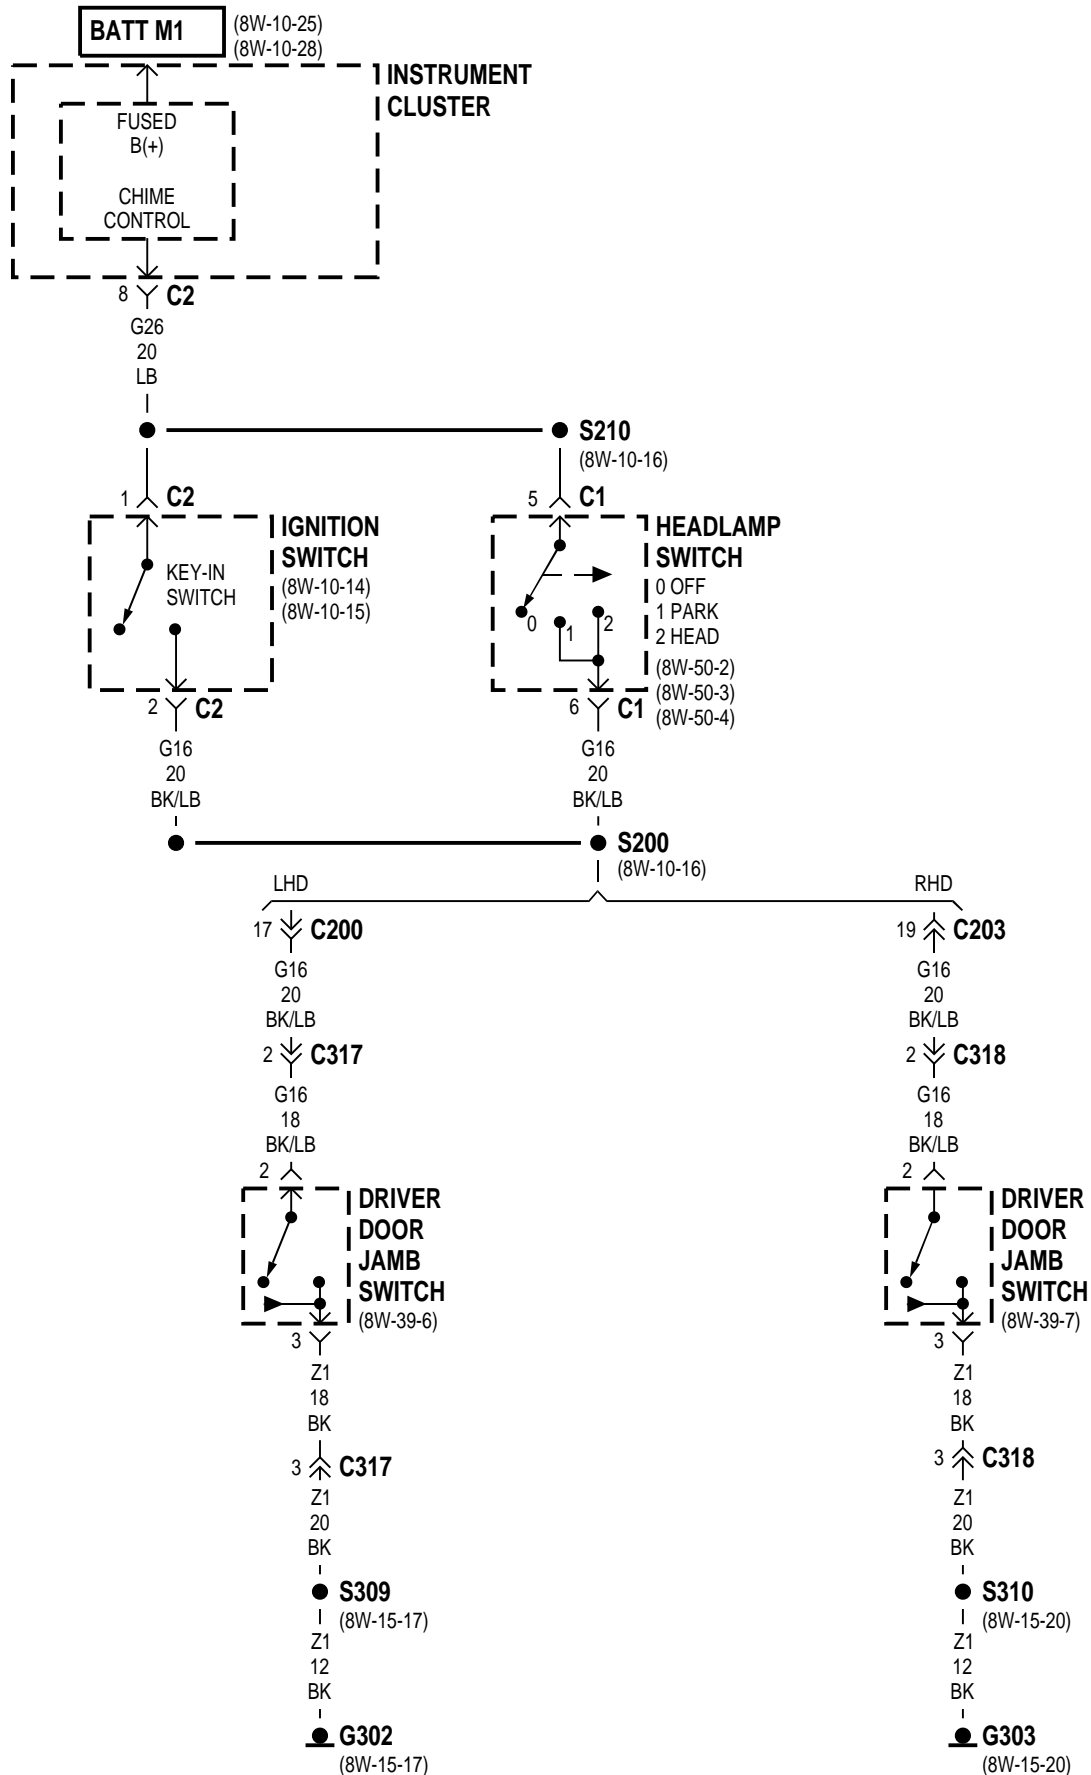 BATT M1
(8W-10-25)
(8W-10-28)
INSTRUMENT
CLUSTER
FUSED
B(+)
CHIME
CONTROL
8 C2
G26
20
LB
S210
(8W-10-16)
1 C2
IGNITION
SWITCH
(8W-10-14)
(8W-10-15)
KEY-IN
SWITCH
2 C2
G16
20
BK/LB
5 C1
HEADLAMP
SWITCH
0 OFF
1 PARK
2 HEAD
(8W-50-2)
(8W-50-3)
(8W-50-4)
0 1 2
6 C1
G16
20
BK/LB
S200
(8W-10-16)
LHD
17 C200
G16
20
BK/LB
2 C317
G16
18
BK/LB
2
DRIVER
DOOR
JAMB
SWITCH
(8W-39-6)
3
Z1
18
BK
3 C317
Z1
20
BK
S309
(8W-15-17)
Z1
12
BK
G302
(8W-15-17)
RHD
19 C203
G16
20
BK/LB
2 C318
G16
18
BK/LB
2
DRIVER
DOOR
JAMB
SWITCH
(8W-39-7)
3
Z1
18
BK
3 C318
Z1
20
BK
S310
(8W-15-20)
Z1
12
BK
G303
(8W-15-20)